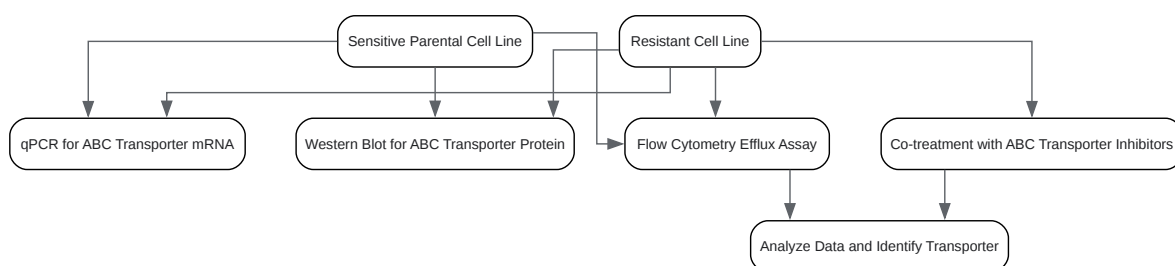 Sensitive Parental Cell Line
Resistant Cell Line
qPCR for ABC Transporter mRNA
Western Blot for ABC Transporter Protein
Flow Cytometry Efflux Assay
Co-treatment with ABC Transporter Inhibitors
Analyze Data and Identify Transporter